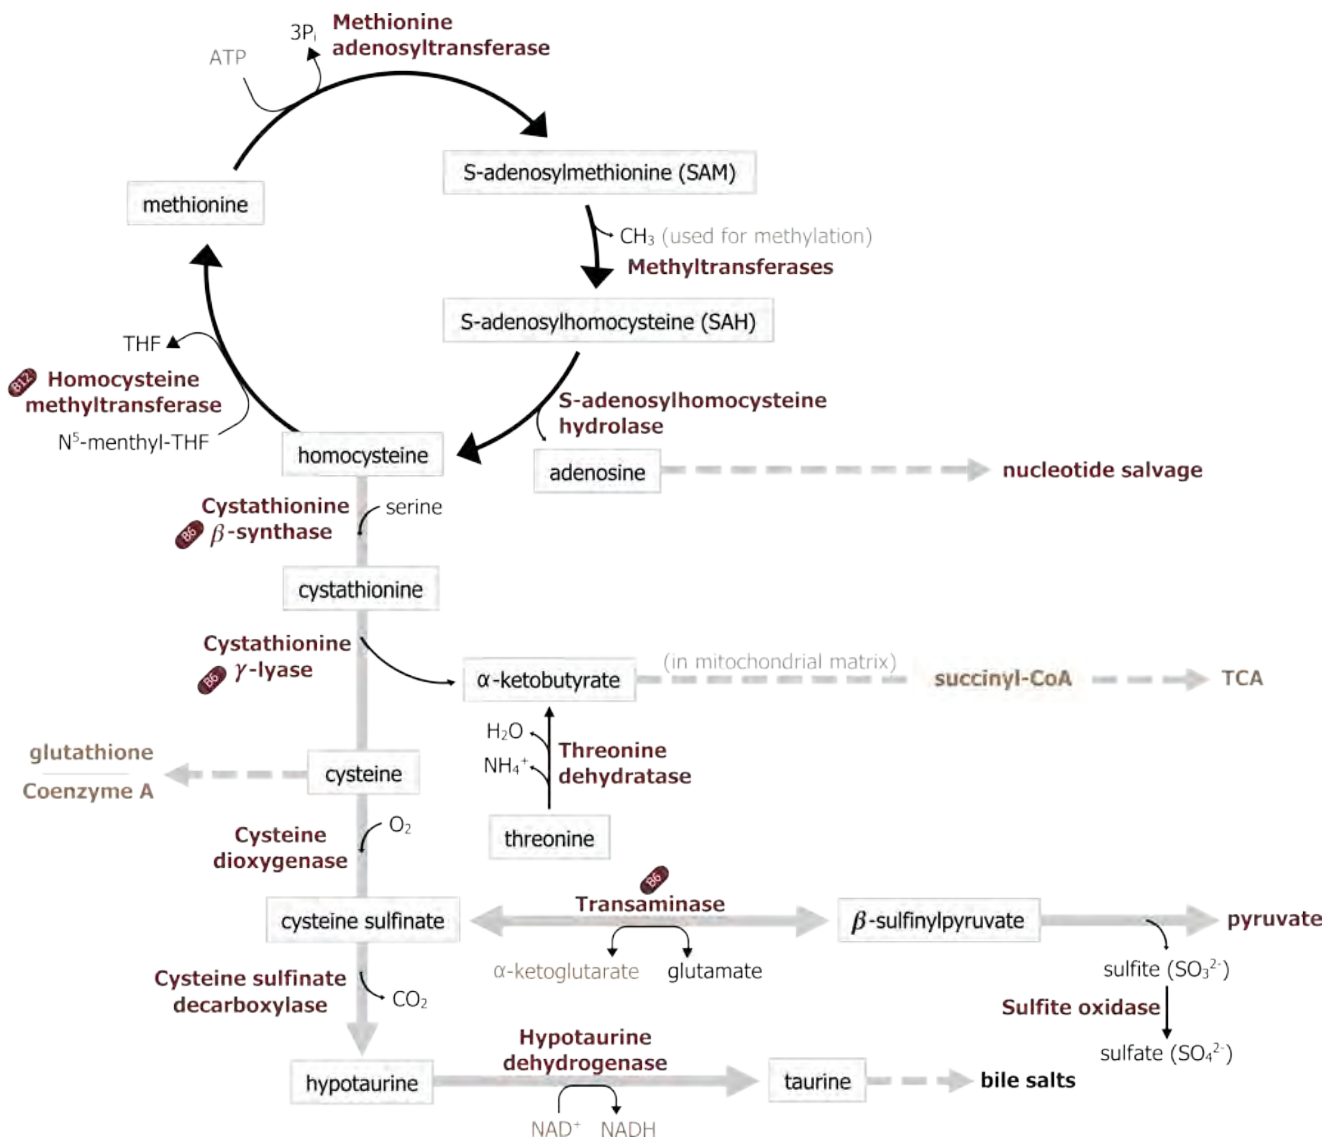 Methionine
adenosyltransferase
3Pᵢ
ATP
S-adenosylmethionine (SAM)
methionine
CH₃ (used for methylation)
Methyltransferases
S-adenosylhomocysteine (SAH)
THF
B12
Homocysteine
methyltransferase
N⁵-menthyl-THF
S-adenosylhomocysteine
hydrolase
homocysteine
adenosine
nucleotide salvage
Cystathionine
β-synthase
B6
serine
cystathionine
Cystathionine
γ-lyase
B6
α-ketobutyrate
(in mitochondrial matrix)
succinyl-CoA
TCA
H₂O
NH₄⁺
Threonine
dehydratase
glutathione
Coenzyme A
cysteine
threonine
Cysteine
dioxygenase
O₂
B6
Transaminase
cysteine sulfinate
β-sulfinylpyruvate
pyruvate
α-ketoglutarate
glutamate
sulfite (SO₃²⁻)
Sulfite oxidase
sulfate (SO₄²⁻)
Cysteine sulfinate
decarboxylase
CO₂
Hypotaurine
dehydrogenase
hypotaurine
taurine
bile salts
NAD⁺
NADH